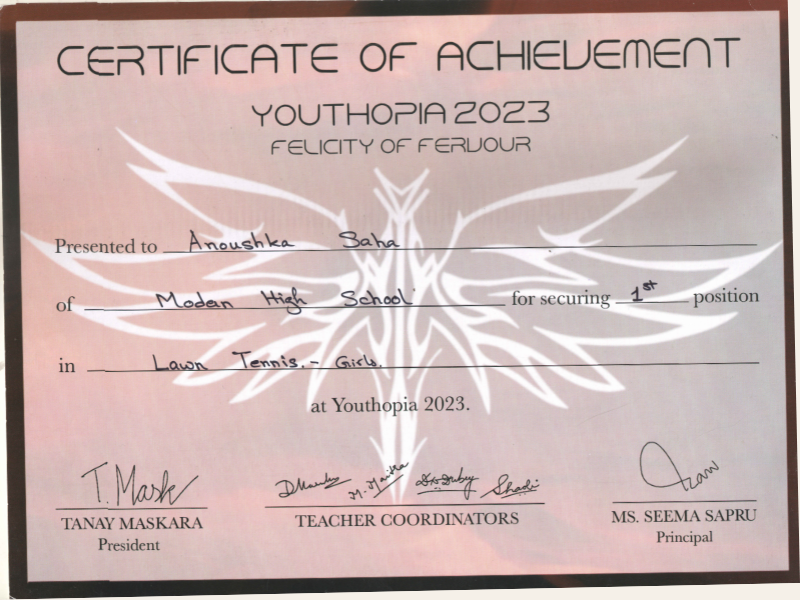 CERTIFICATE OF ACHIEVEMENT
YOUTHOPIA 2023
FELICITY OF FERVOUR
Presented to Anoushka Saha
of Modern High School for securing 1st position
in Lawn Tennis. - Girls.
at Youthopia 2023.
T. Mask
TANAY MASKARA
President
TEACHER COORDINATORS
MS. SEEMA SAPRU
Principal